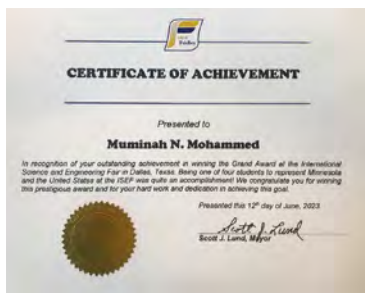 Fridley
CERTIFICATE OF ACHIEVEMENT
Presented to
Muminah N. Mohammed
In recognition of your outstanding achievement in winning the Grand Award at the International
Science and Engineering Fair in Dallas, Texas. Being one of four students to represent Minnesota
and the United States at the ISEF was quite an accomplishment! We congratulate you for winning
this prestigious award and for your hard work and dedication in achieving this goal.
Presented this 12th day of June, 2023
Scott J. Lund
Scott J. Lund, Mayor